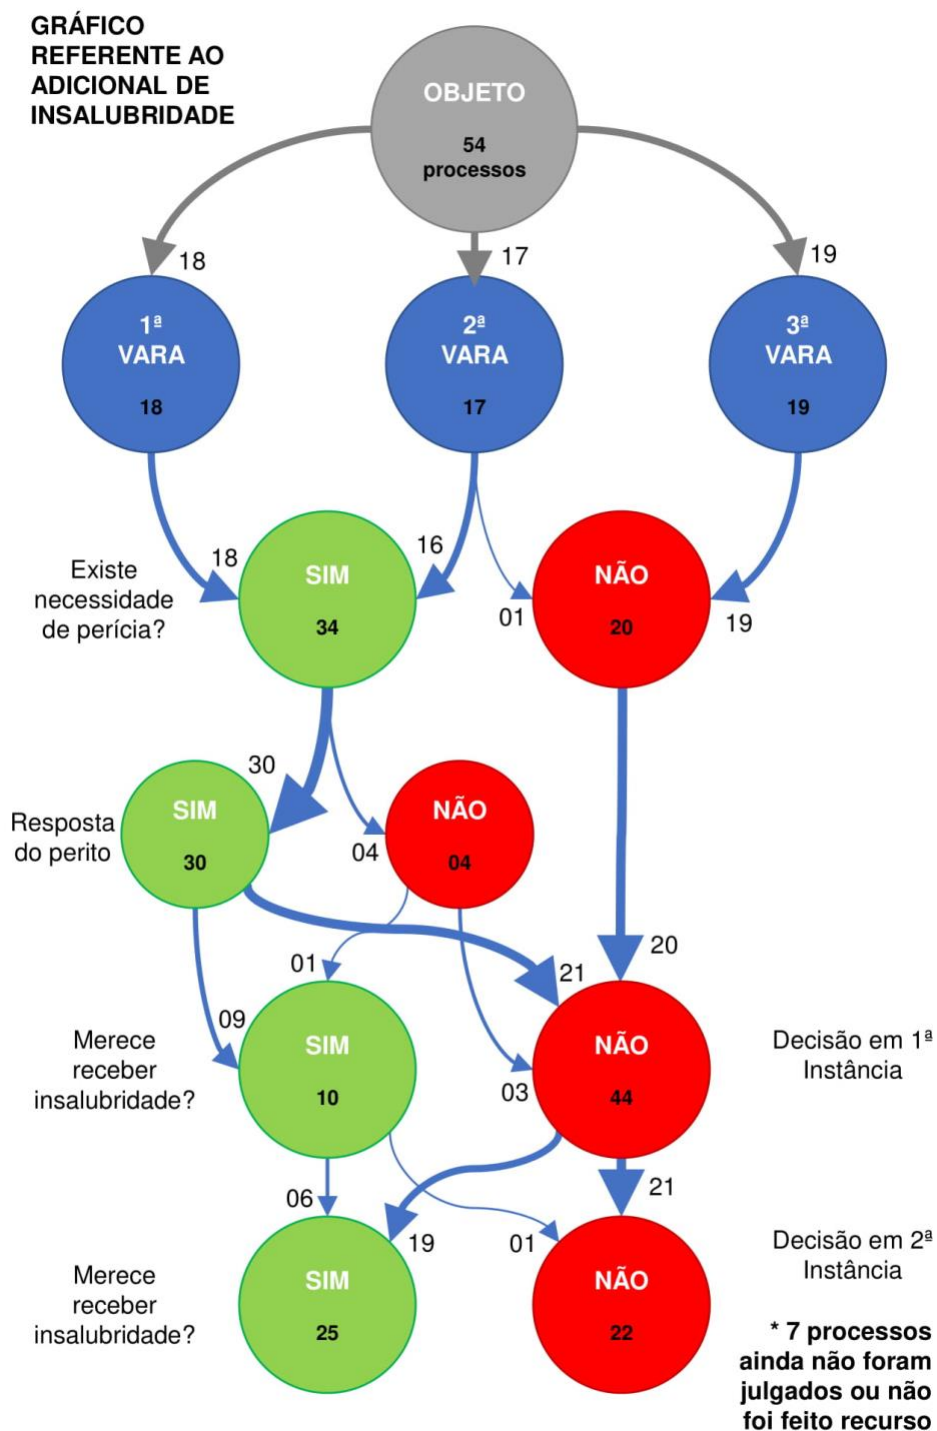 GRÁFICO
REFERENTE AO
ADICIONAL DE
INSALUBRIDADE
OBJETO
54
processos
18
17
19
1ª
VARA
18
2ª
VARA
17
3ª
VARA
19
Existe
necessidade
de perícia?
18
SIM
34
16
01
NÃO
20
19
Resposta
do perito
SIM
30
30
04
NÃO
04
20
01
21
09
03
Merece
receber
insalubridade?
SIM
10
NÃO
44
Decisão em 1ª
Instância
06
19
01
21
Merece
receber
insalubridade?
SIM
25
NÃO
22
Decisão em 2ª
Instância
* 7 processos
ainda não foram
julgados ou não
foi feito recurso